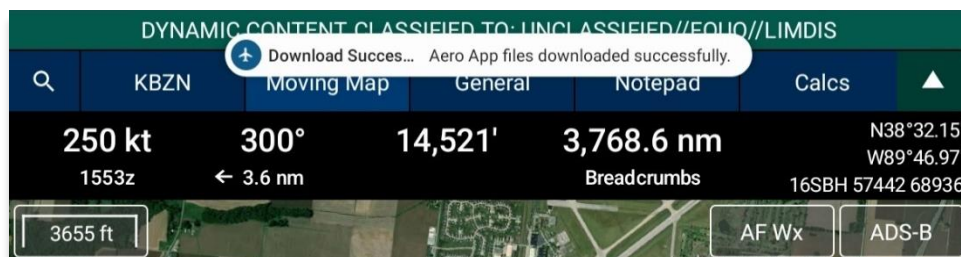 DYNAMIC CONTENT CLASSIFIED TO: UNCLASSIFIED//FOUO//LIMDIS
Download Succes... Aero App files downloaded successfully.
KBZN Moving Map General Notepad Calcs
250 kt 300° 14,521' 3,768.6 nm N38°32.15
W89°46.97
1553z ← 3.6 nm Breadcrumbs 16SBH 57442 68936
3655 ft AF Wx ADS-B